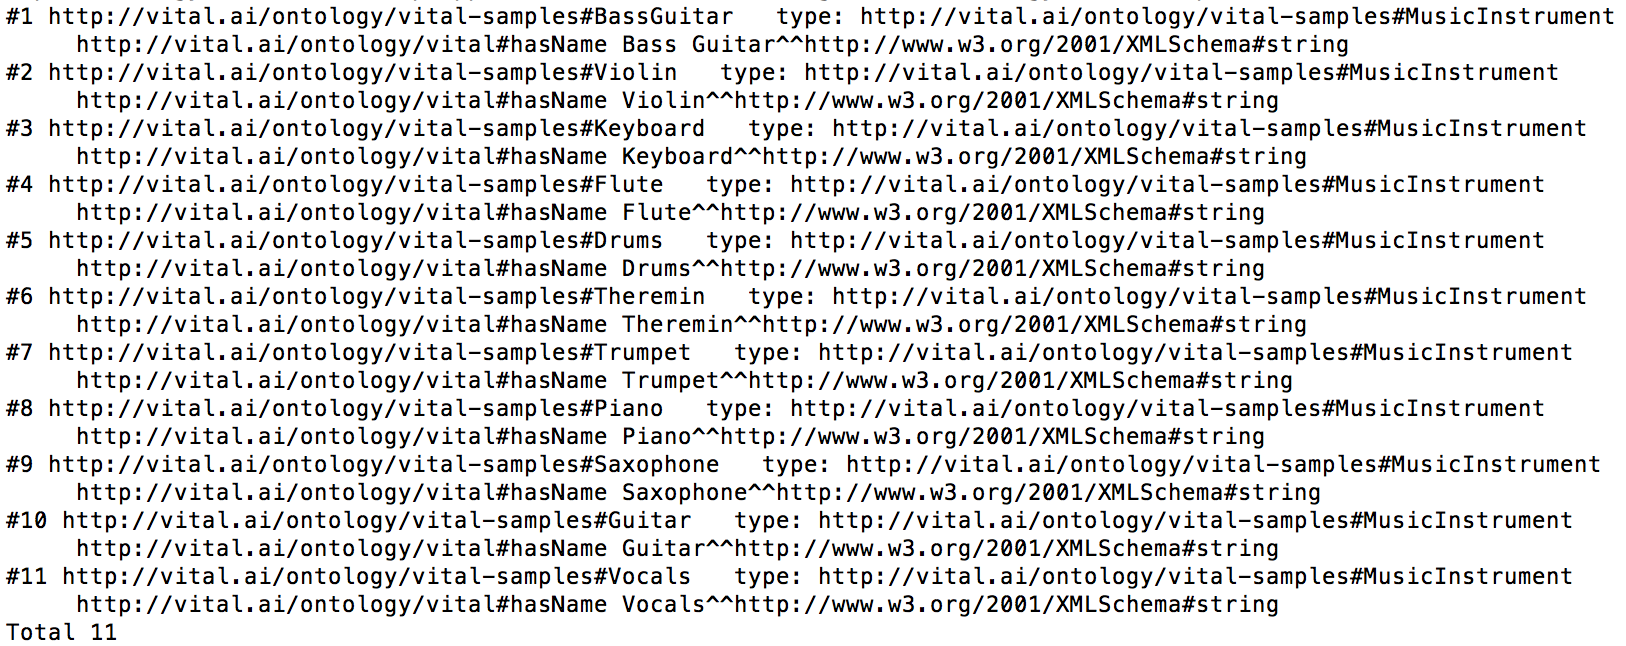 #1 http://vital.ai/ontology/vital-samples#BassGuitar   type: http://vital.ai/ontology/vital-samples#MusicInstrument
     http://vital.ai/ontology/vital#hasName Bass Guitar^^http://www.w3.org/2001/XMLSchema#string
#2 http://vital.ai/ontology/vital-samples#Violin   type: http://vital.ai/ontology/vital-samples#MusicInstrument
     http://vital.ai/ontology/vital#hasName Violin^^http://www.w3.org/2001/XMLSchema#string
#3 http://vital.ai/ontology/vital-samples#Keyboard   type: http://vital.ai/ontology/vital-samples#MusicInstrument
     http://vital.ai/ontology/vital#hasName Keyboard^^http://www.w3.org/2001/XMLSchema#string
#4 http://vital.ai/ontology/vital-samples#Flute   type: http://vital.ai/ontology/vital-samples#MusicInstrument
     http://vital.ai/ontology/vital#hasName Flute^^http://www.w3.org/2001/XMLSchema#string
#5 http://vital.ai/ontology/vital-samples#Drums   type: http://vital.ai/ontology/vital-samples#MusicInstrument
     http://vital.ai/ontology/vital#hasName Drums^^http://www.w3.org/2001/XMLSchema#string
#6 http://vital.ai/ontology/vital-samples#Theremin   type: http://vital.ai/ontology/vital-samples#MusicInstrument
     http://vital.ai/ontology/vital#hasName Theremin^^http://www.w3.org/2001/XMLSchema#string
#7 http://vital.ai/ontology/vital-samples#Trumpet   type: http://vital.ai/ontology/vital-samples#MusicInstrument
     http://vital.ai/ontology/vital#hasName Trumpet^^http://www.w3.org/2001/XMLSchema#string
#8 http://vital.ai/ontology/vital-samples#Piano   type: http://vital.ai/ontology/vital-samples#MusicInstrument
     http://vital.ai/ontology/vital#hasName Piano^^http://www.w3.org/2001/XMLSchema#string
#9 http://vital.ai/ontology/vital-samples#Saxophone   type: http://vital.ai/ontology/vital-samples#MusicInstrument
     http://vital.ai/ontology/vital#hasName Saxophone^^http://www.w3.org/2001/XMLSchema#string
#10 http://vital.ai/ontology/vital-samples#Guitar   type: http://vital.ai/ontology/vital-samples#MusicInstrument
     http://vital.ai/ontology/vital#hasName Guitar^^http://www.w3.org/2001/XMLSchema#string
#11 http://vital.ai/ontology/vital-samples#Vocals   type: http://vital.ai/ontology/vital-samples#MusicInstrument
     http://vital.ai/ontology/vital#hasName Vocals^^http://www.w3.org/2001/XMLSchema#string
Total 11